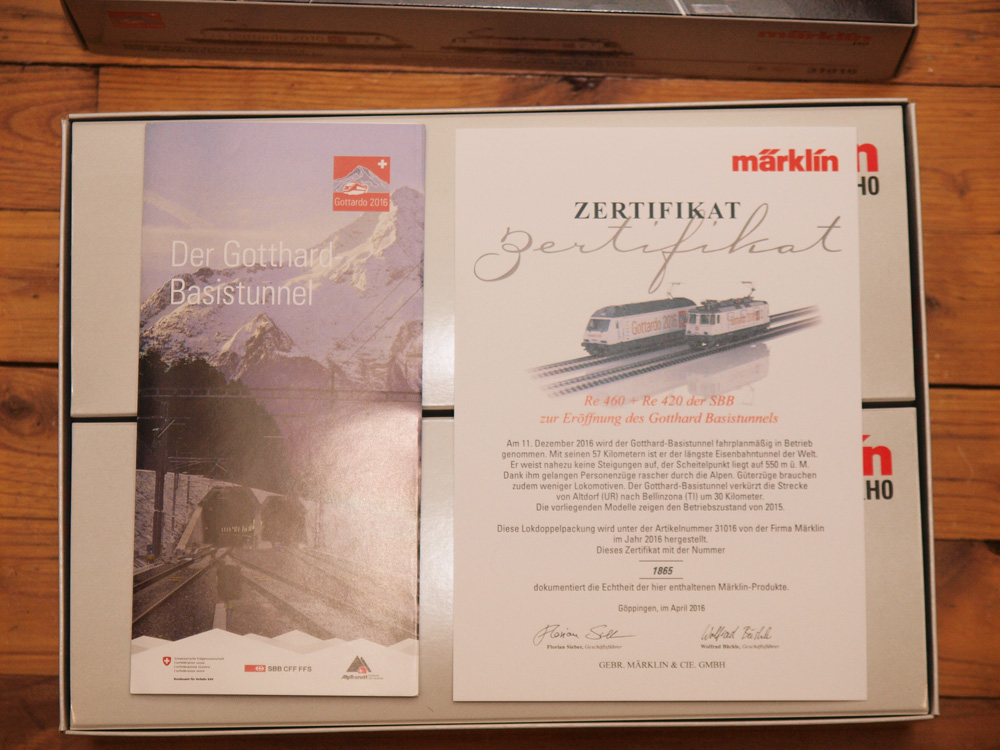 märklin
31016
Gottardo 2016
Der Gotthard-
Basistunnel
SBB CFF FFS
märklin
n
H0
ZERTIFIKAT
Zertifikat
Gottardo 2016
Re 460 + Re 420 der SBB
zur Eröffnung des Gotthard Basistunnels
Am 11. Dezember 2016 wird der Gotthard-Basistunnel fahrplanmäßig in Betrieb
genommen. Mit seinen 57 Kilometern ist er der längste Eisenbahntunnel der Welt.
Er weist nahezu keine Steigungen auf, der Scheitelpunkt liegt auf 550 m ü. M.
Dank ihm gelangen Personenzüge rascher durch die Alpen. Güterzüge brauchen
zudem weniger Lokomotiven. Der Gotthard-Basistunnel verkürzt die Strecke
von Altdorf (UR) nach Bellinzona (TI) um 30 Kilometer.
Die vorliegenden Modelle zeigen den Betriebszustand von 2015.
Diese Lokdoppelpackung wird unter der Artikelnummer 31016 von der Firma Märklin
im Jahr 2016 hergestellt.
Dieses Zertifikat mit der Nummer
1865
dokumentiert die Echtheit der hier enthaltenen Märklin-Produkte.
Göppingen, im April 2016
Florian Sieber, Geschäftsführer
Wolfrad Bächle, Geschäftsführer
GEBR. MÄRKLIN & CIE. GMBH
n
H0